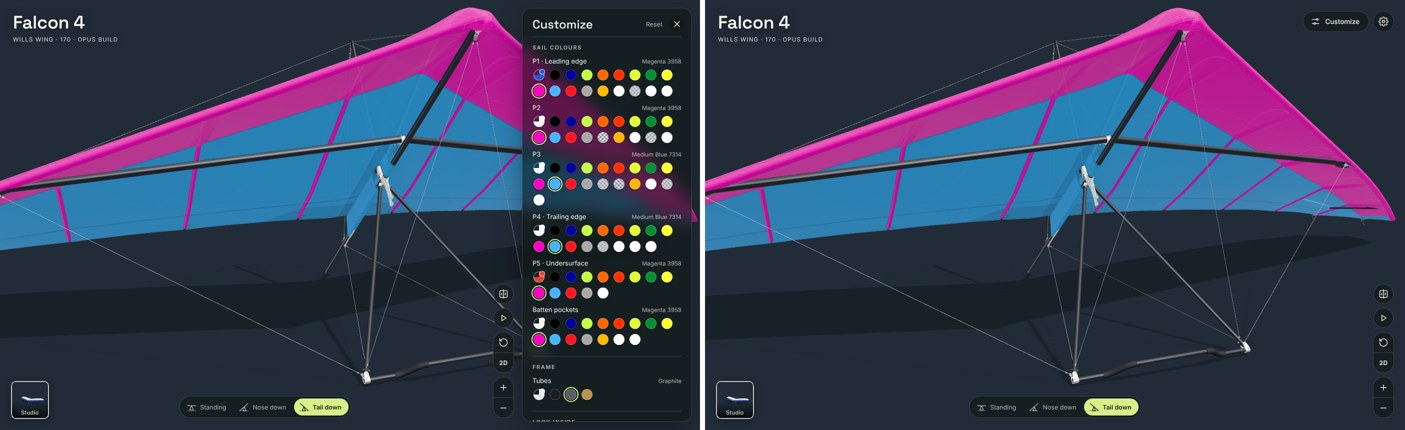 Falcon 4
WILLS WING · 170 · OPUS BUILD
Customize
Reset
SAIL COLOURS
P1 · Leading edge
Magenta 3958
P2
Magenta 3958
P3
Medium Blue 7314
P4 · Trailing edge
Medium Blue 7314
P5 · Undersurface
Magenta 3958
Batten pockets
Magenta 3958
FRAME
Tubes
Graphite
2D
Studio
Standing
Nose down
Tail down
Falcon 4
WILLS WING · 170 · OPUS BUILD
Customize
2D
Studio
Standing
Nose down
Tail down